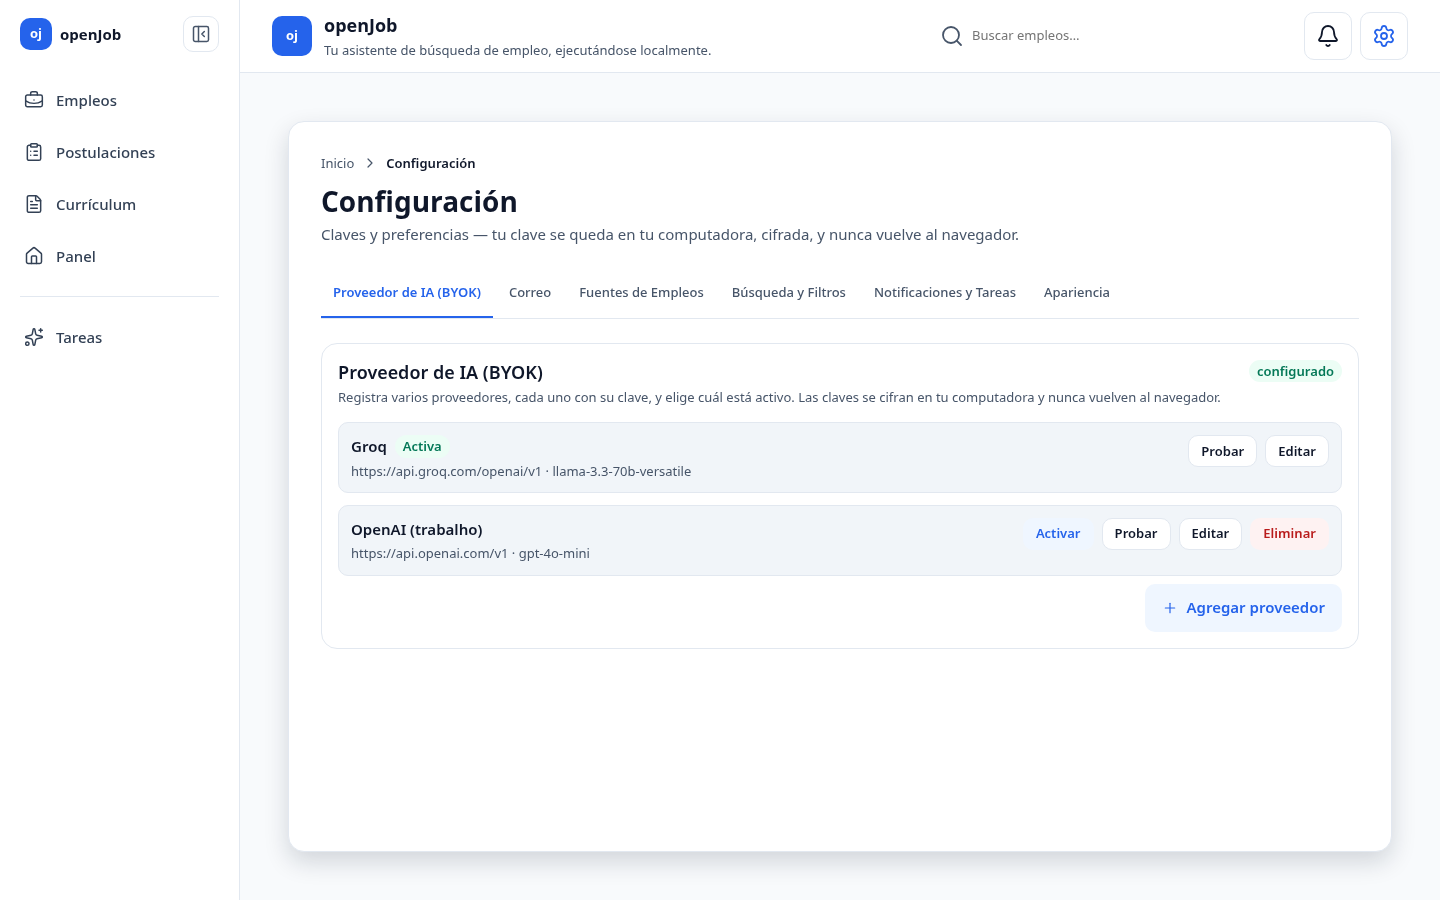 oj openJob
Empleos
Postulaciones
Currículum
Panel
Tareas
oj openJob
Tu asistente de búsqueda de empleo, ejecutándose localmente.
Buscar empleos...
Inicio Configuración
Configuración
Claves y preferencias — tu clave se queda en tu computadora, cifrada, y nunca vuelve al navegador.
Proveedor de IA (BYOK) Correo Fuentes de Empleos Búsqueda y Filtros Notificaciones y Tareas Apariencia
Proveedor de IA (BYOK) configurado
Registra varios proveedores, cada uno con su clave, y elige cuál está activo. Las claves se cifran en tu computadora y nunca vuelven al navegador.
Groq Activa Probar Editar
https://api.groq.com/openai/v1 · llama-3.3-70b-versatile
OpenAI (trabalho) Activar Probar Editar Eliminar
https://api.openai.com/v1 · gpt-4o-mini
Agregar proveedor